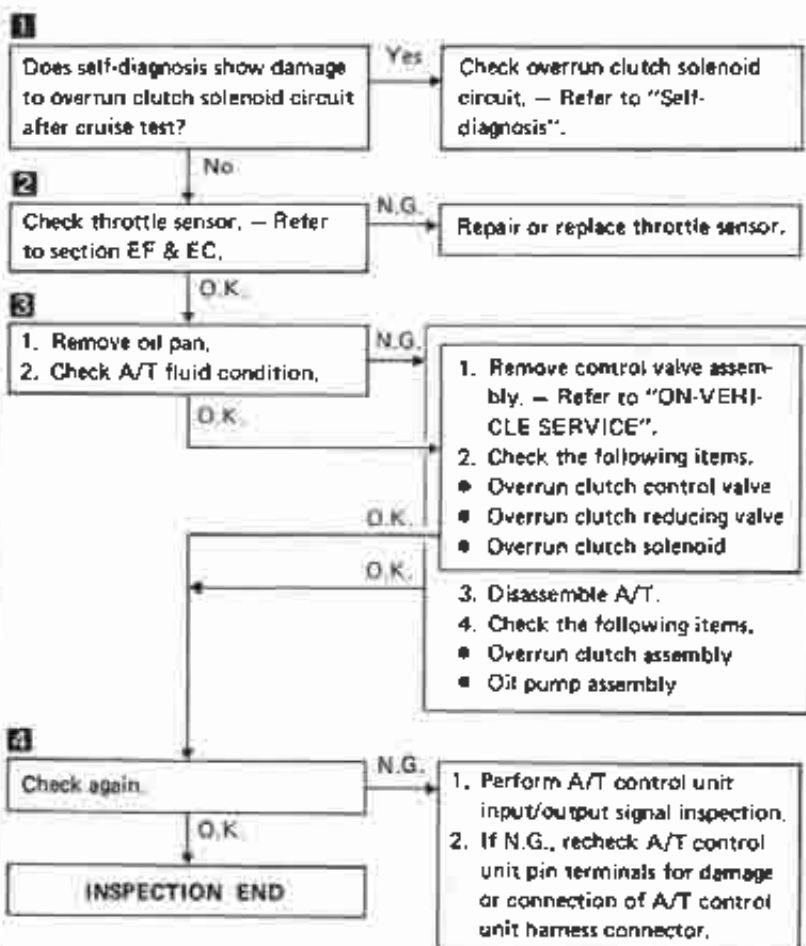 1
Does self-diagnosis show damage
to overrun clutch solenoid circuit
after cruise test?
Yes
Check overrun clutch solenoid
circuit. — Refer to "Self-
diagnosis".
No
2
Check throttle sensor. — Refer
to section EF & EC.
N.G.
Repair or replace throttle sensor.
O.K.
3
1. Remove oil pan.
2. Check A/T fluid condition.
N.G.
O.K.
1. Remove control valve assem-
bly. — Refer to "ON-VEHI-
CLE SERVICE".
2. Check the following items.
• Overrun clutch control valve
• Overrun clutch reducing valve
• Overrun clutch solenoid
O.K.
O.K.
3. Disassemble A/T.
4. Check the following items.
• Overrun clutch assembly
• Oil pump assembly
4
Check again.
N.G.
1. Perform A/T control unit
input/output signal inspection.
2. If N.G., recheck A/T control
unit pin terminals for damage
or connection of A/T control
unit harness connector.
O.K.
INSPECTION END